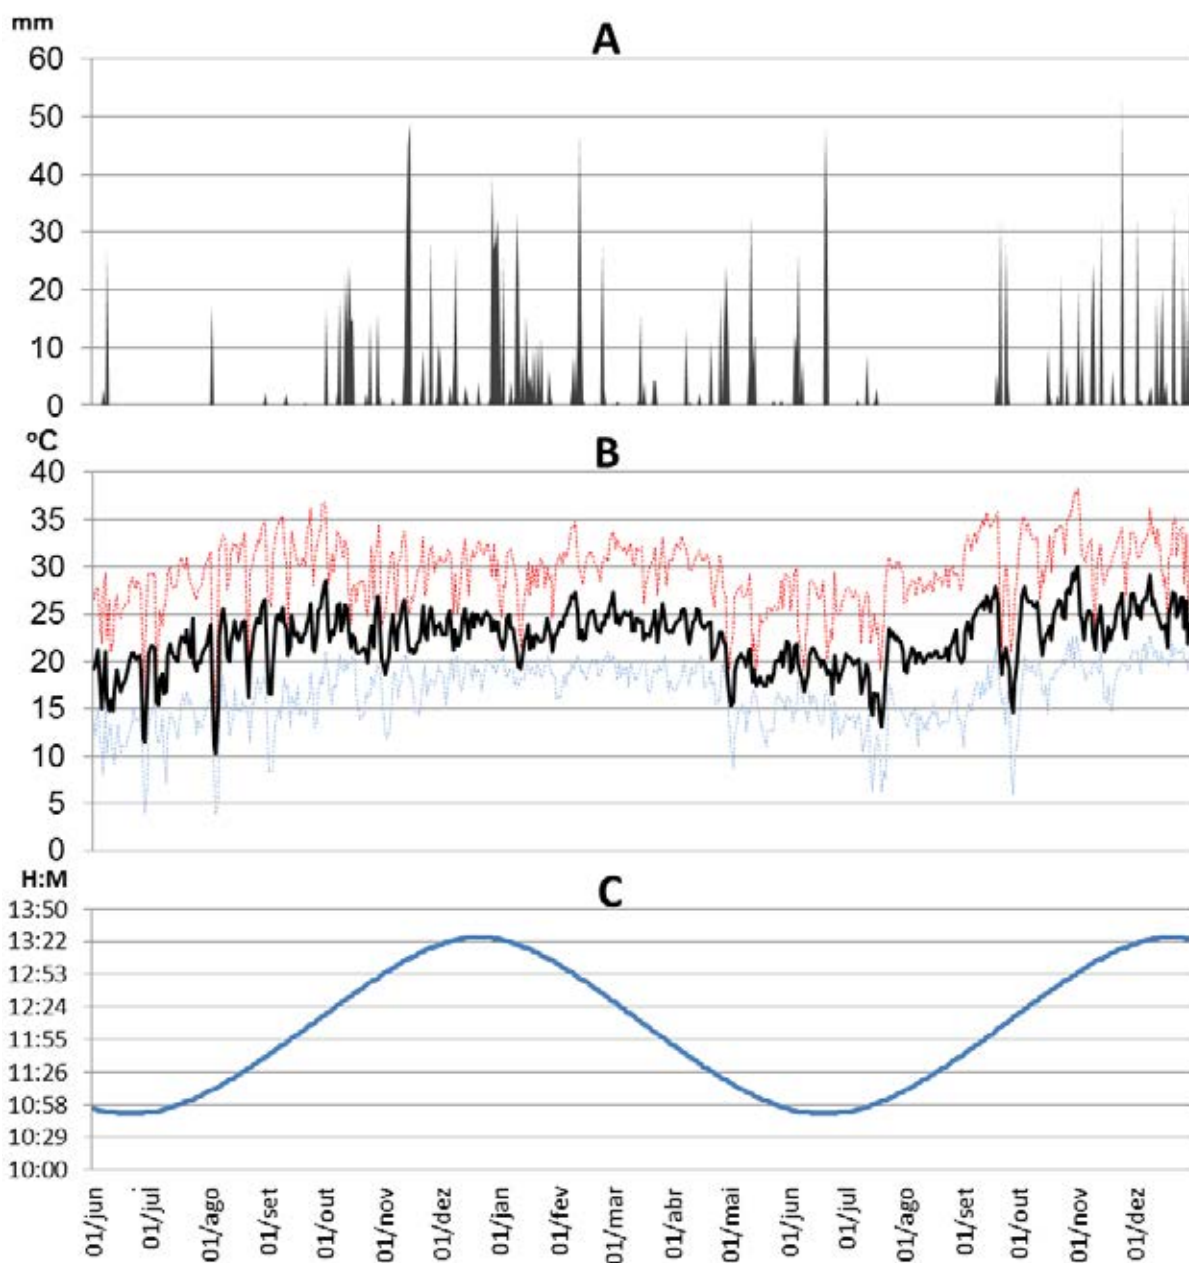 mm
A
60
50
40
30
20
10
0
ºC
B
40
35
30
25
20
15
10
5
0
H:M
C
13:50
13:22
12:53
12:24
11:55
11:26
10:58
10:29
10:00
01/jun
01/jul
01/ago
01/set
01/out
01/nov
01/dez
01/jan
01/fev
01/mar
01/abr
01/mai
01/jun
01/jul
01/ago
01/set
01/out
01/nov
01/dez